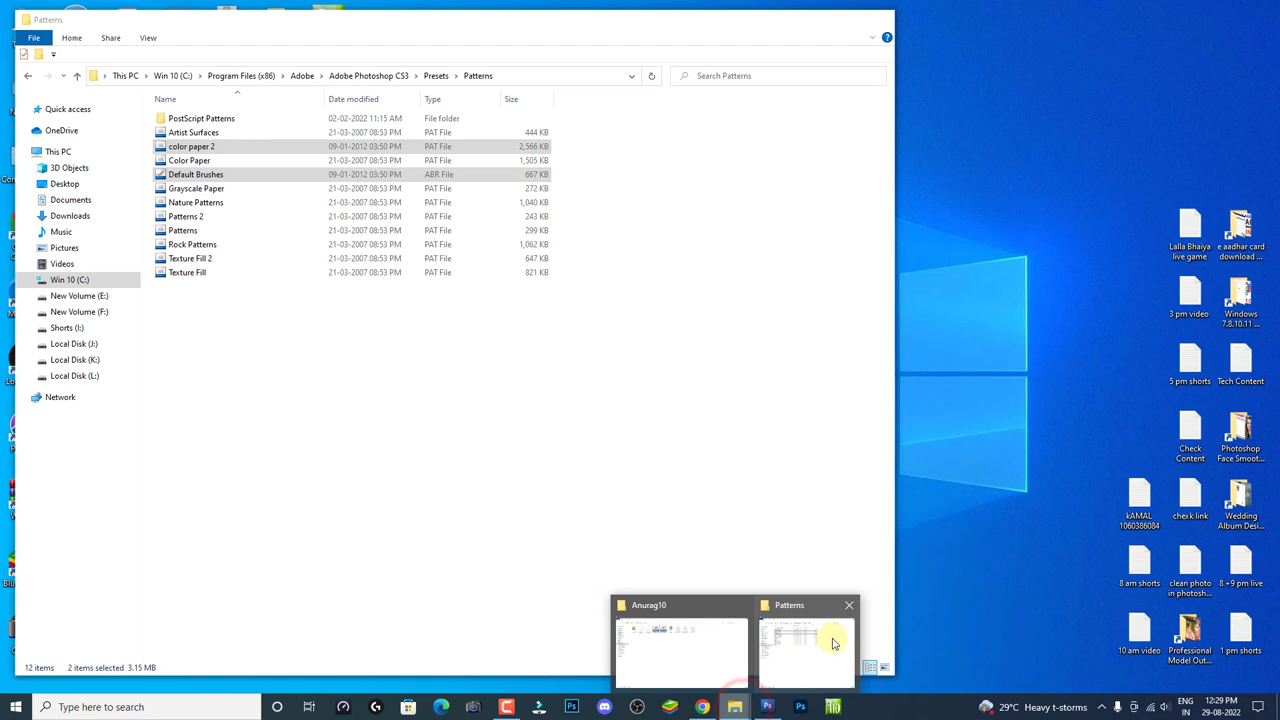 Patterns
File Home Share View
This PC Win 10 (C:) Program Files (x86) Adobe Adobe Photoshop CS3 Presets Patterns
Search Patterns
Name Date modified Type Size
PostScript Patterns 02-02-2022 11:15 AM File folder
Artist Surfaces 21-03-2007 08:53 PM PAT File 444 KB
color paper 2 09-01-2012 03:50 PM PAT File 2,566 KB
Color Paper 21-03-2007 08:53 PM PAT File 1,505 KB
Default Brushes 09-01-2012 03:50 PM ABR File 667 KB
Grayscale Paper 21-03-2007 08:53 PM PAT File 272 KB
Nature Patterns 21-03-2007 08:53 PM PAT File 1,040 KB
Patterns 2 21-03-2007 08:53 PM PAT File 243 KB
Patterns 21-03-2007 08:53 PM PAT File 299 KB
Rock Patterns 21-03-2007 08:53 PM PAT File 1,062 KB
Texture Fill 2 21-03-2007 08:53 PM PAT File 647 KB
Texture Fill 21-03-2007 08:53 PM PAT File 821 KB
Quick access
OneDrive
This PC
3D Objects
Desktop
Documents
Downloads
Music
Pictures
Videos
Win 10 (C:)
New Volume (E:)
New Volume (F:)
Shorts (I:)
Local Disk (J:)
Local Disk (K:)
Local Disk (L:)
Network
12 items 2 items selected 3.15 MB
Lalla Bhaiya
live game
e aadhar card
download ...
3 pm video
Windows
7.8.10.11 ...
5 pm shorts
Tech Content
Check
Content
Photoshop
Face Smoot...
kAMAL
1060386084
chexk link
Wedding
Album Desi...
8 am shorts
clean photo
in photosh...
8 +9 pm live
10 am video
Professional
Model Out...
1 pm shorts
Anurag10
Patterns
Type here to search
29°C Heavy t-storms
ENG
IN
12:29 PM
29-08-2022